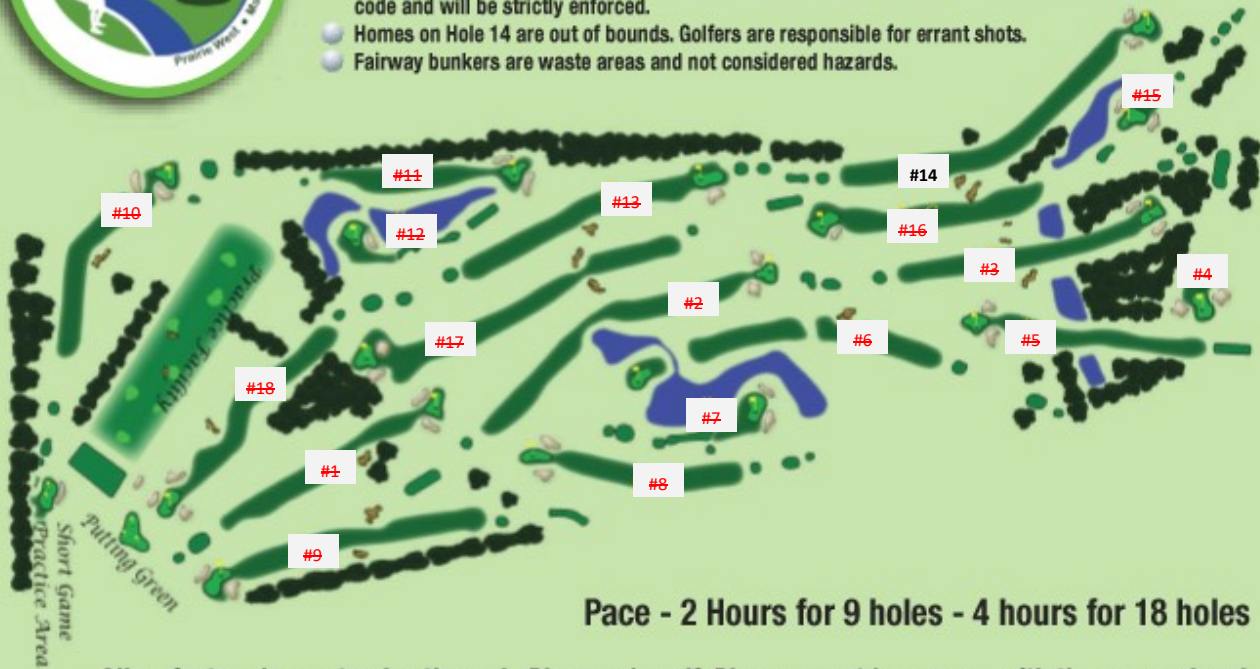 code and will be strictly enforced.
Homes on Hole 14 are out of bounds. Golfers are responsible for errant shots.
Fairway bunkers are waste areas and not considered hazards.
Prairie West •
#15
#11
#14
#13
#10
#12
#16
#3
#4
#2
#17
#6
#5
Practice Facility
#18
#7
#1
#8
#9
Putting Green
Short Game
Practice Area
Pace - 2 Hours for 9 holes - 4 hours for 18 holes